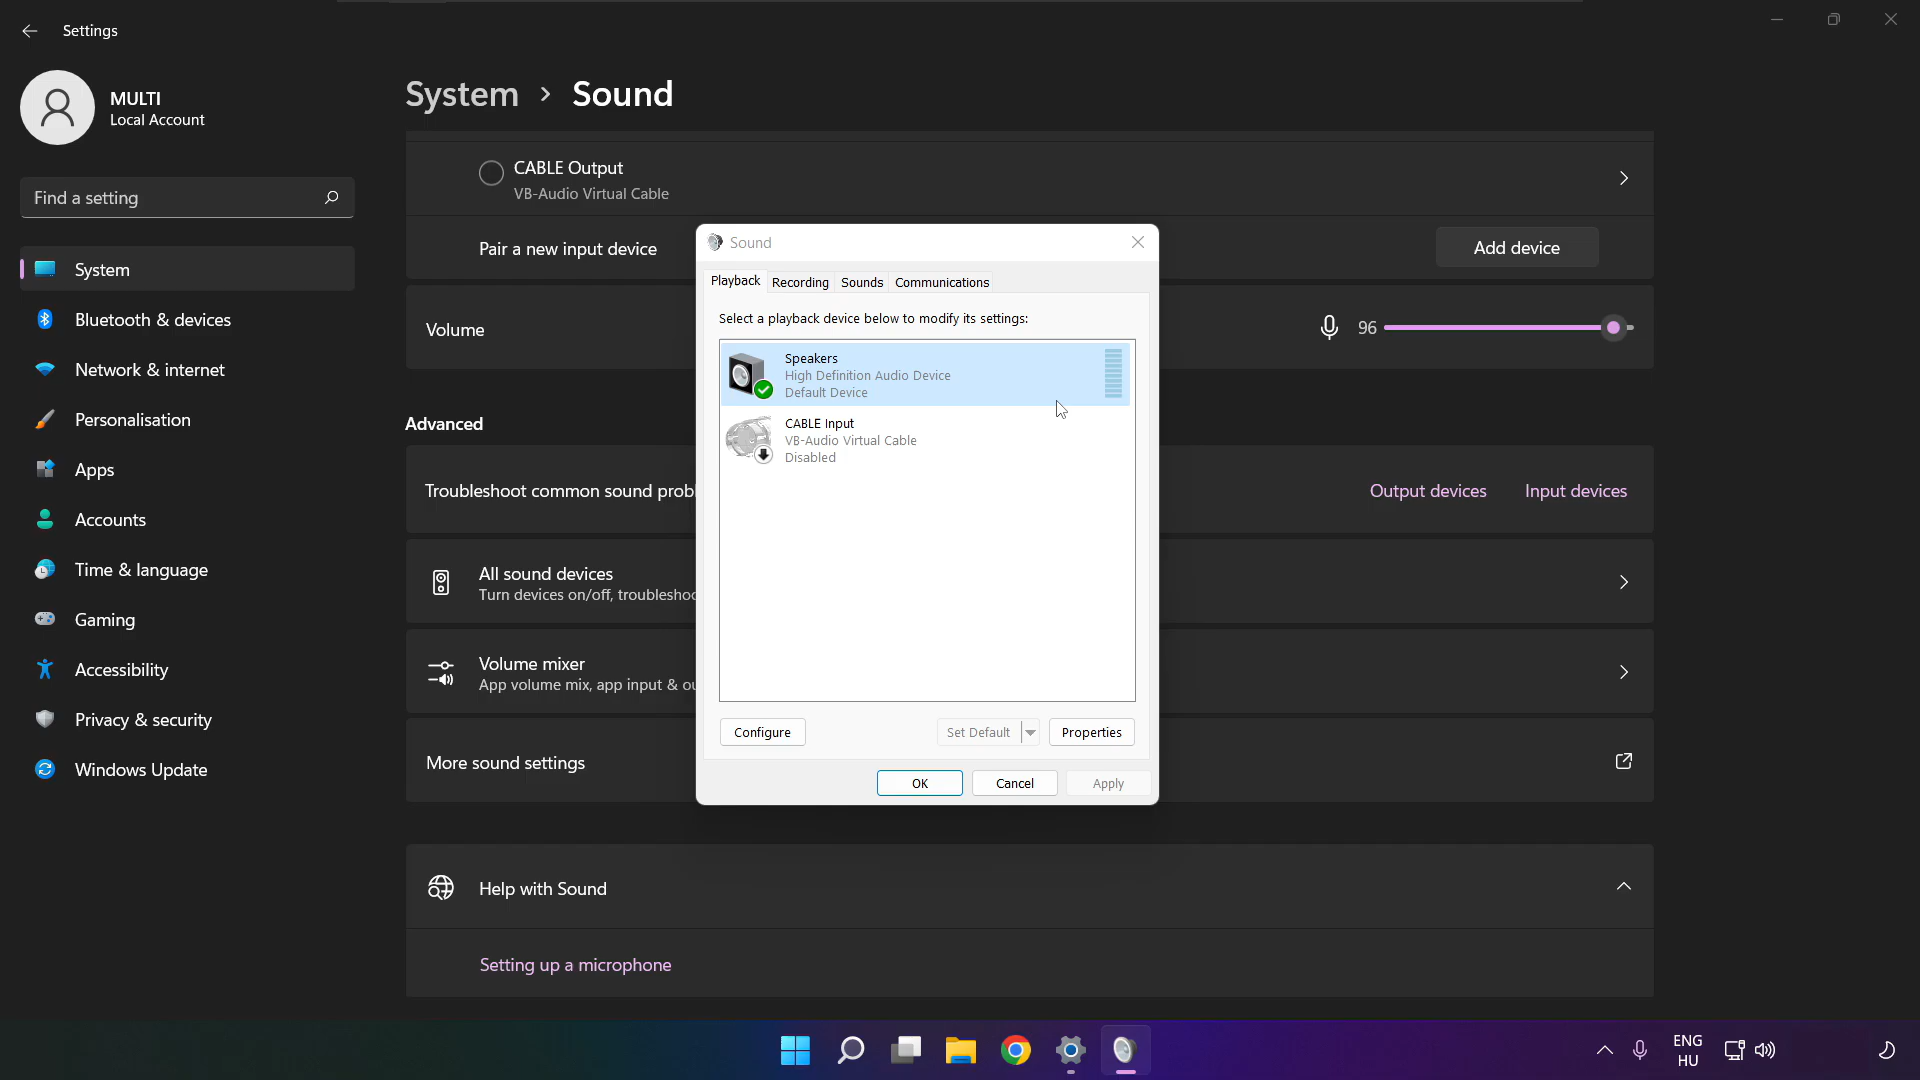 Settings
MULTI
Local Account
Find a setting
System
Bluetooth & devices
Network & internet
Personalisation
Apps
Accounts
Time & language
Gaming
Accessibility
Privacy & security
Windows Update
System > Sound
CABLE Output
VB-Audio Virtual Cable
Pair a new input device
Add device
Volume
96
Advanced
Troubleshoot common sound probl
Output devices
Input devices
All sound devices
Turn devices on/off, troubleshoo
Volume mixer
App volume mix, app input & ou
More sound settings
Help with Sound
Setting up a microphone
Sound
Playback
Recording
Sounds
Communications
Select a playback device below to modify its settings:
Speakers
High Definition Audio Device
Default Device
CABLE Input
VB-Audio Virtual Cable
Disabled
Configure
Set Default
Properties
OK
Cancel
Apply
ENG
HU